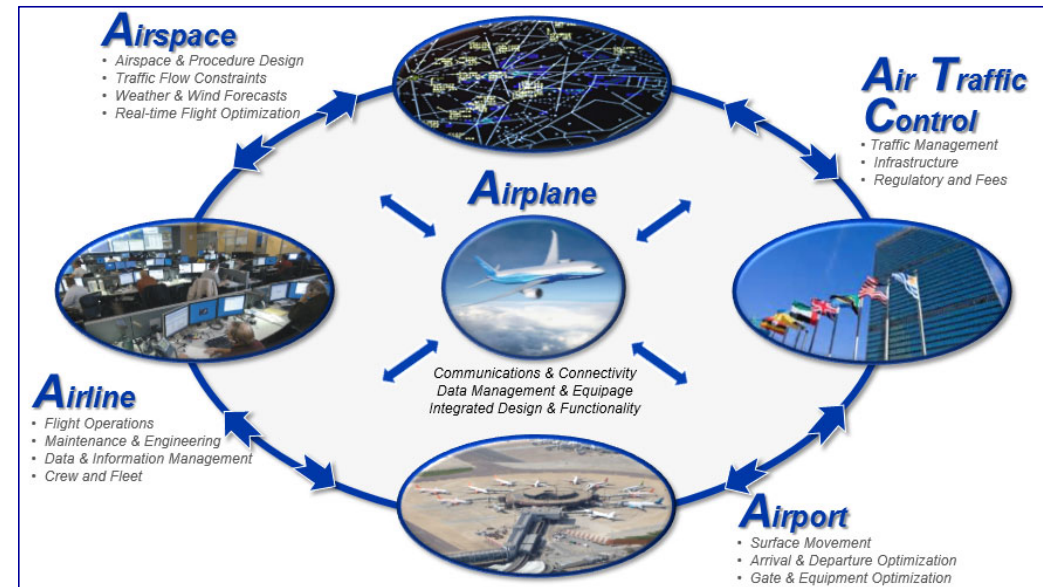 Airspace
• Airspace & Procedure Design
• Traffic Flow Constraints
• Weather & Wind Forecasts
• Real-time Flight Optimization
Air Traffic
Control
• Traffic Management
• Infrastructure
• Regulatory and Fees
Airplane
Communications & Connectivity
Data Management & Equipage
Integrated Design & Functionality
Airline
• Flight Operations
• Maintenance & Engineering
• Data & Information Management
• Crew and Fleet
Airport
• Surface Movement
• Arrival & Departure Optimization
• Gate & Equipment Optimization